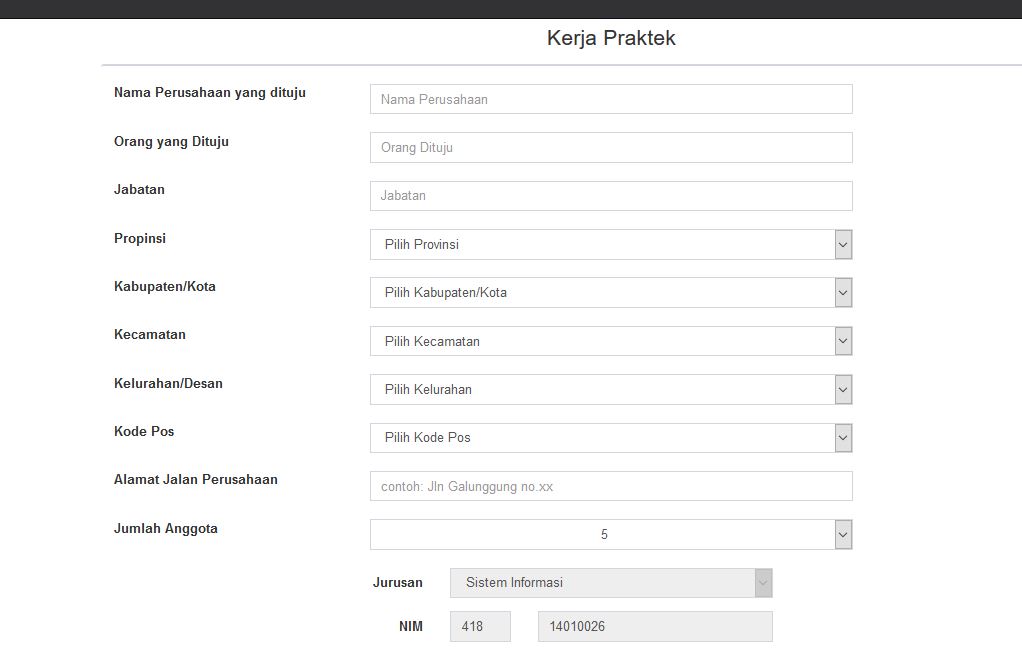 Kerja Praktek
Nama Perusahaan yang dituju
Nama Perusahaan
Orang yang Dituju
Orang Dituju
Jabatan
Jabatan
Propinsi
Pilih Provinsi
Kabupaten/Kota
Pilih Kabupaten/Kota
Kecamatan
Pilih Kecamatan
Kelurahan/Desan
Pilih Kelurahan
Kode Pos
Pilih Kode Pos
Alamat Jalan Perusahaan
contoh: Jln Galunggung no.xx
Jumlah Anggota
5
Jurusan
Sistem Informasi
NIM
418
14010026